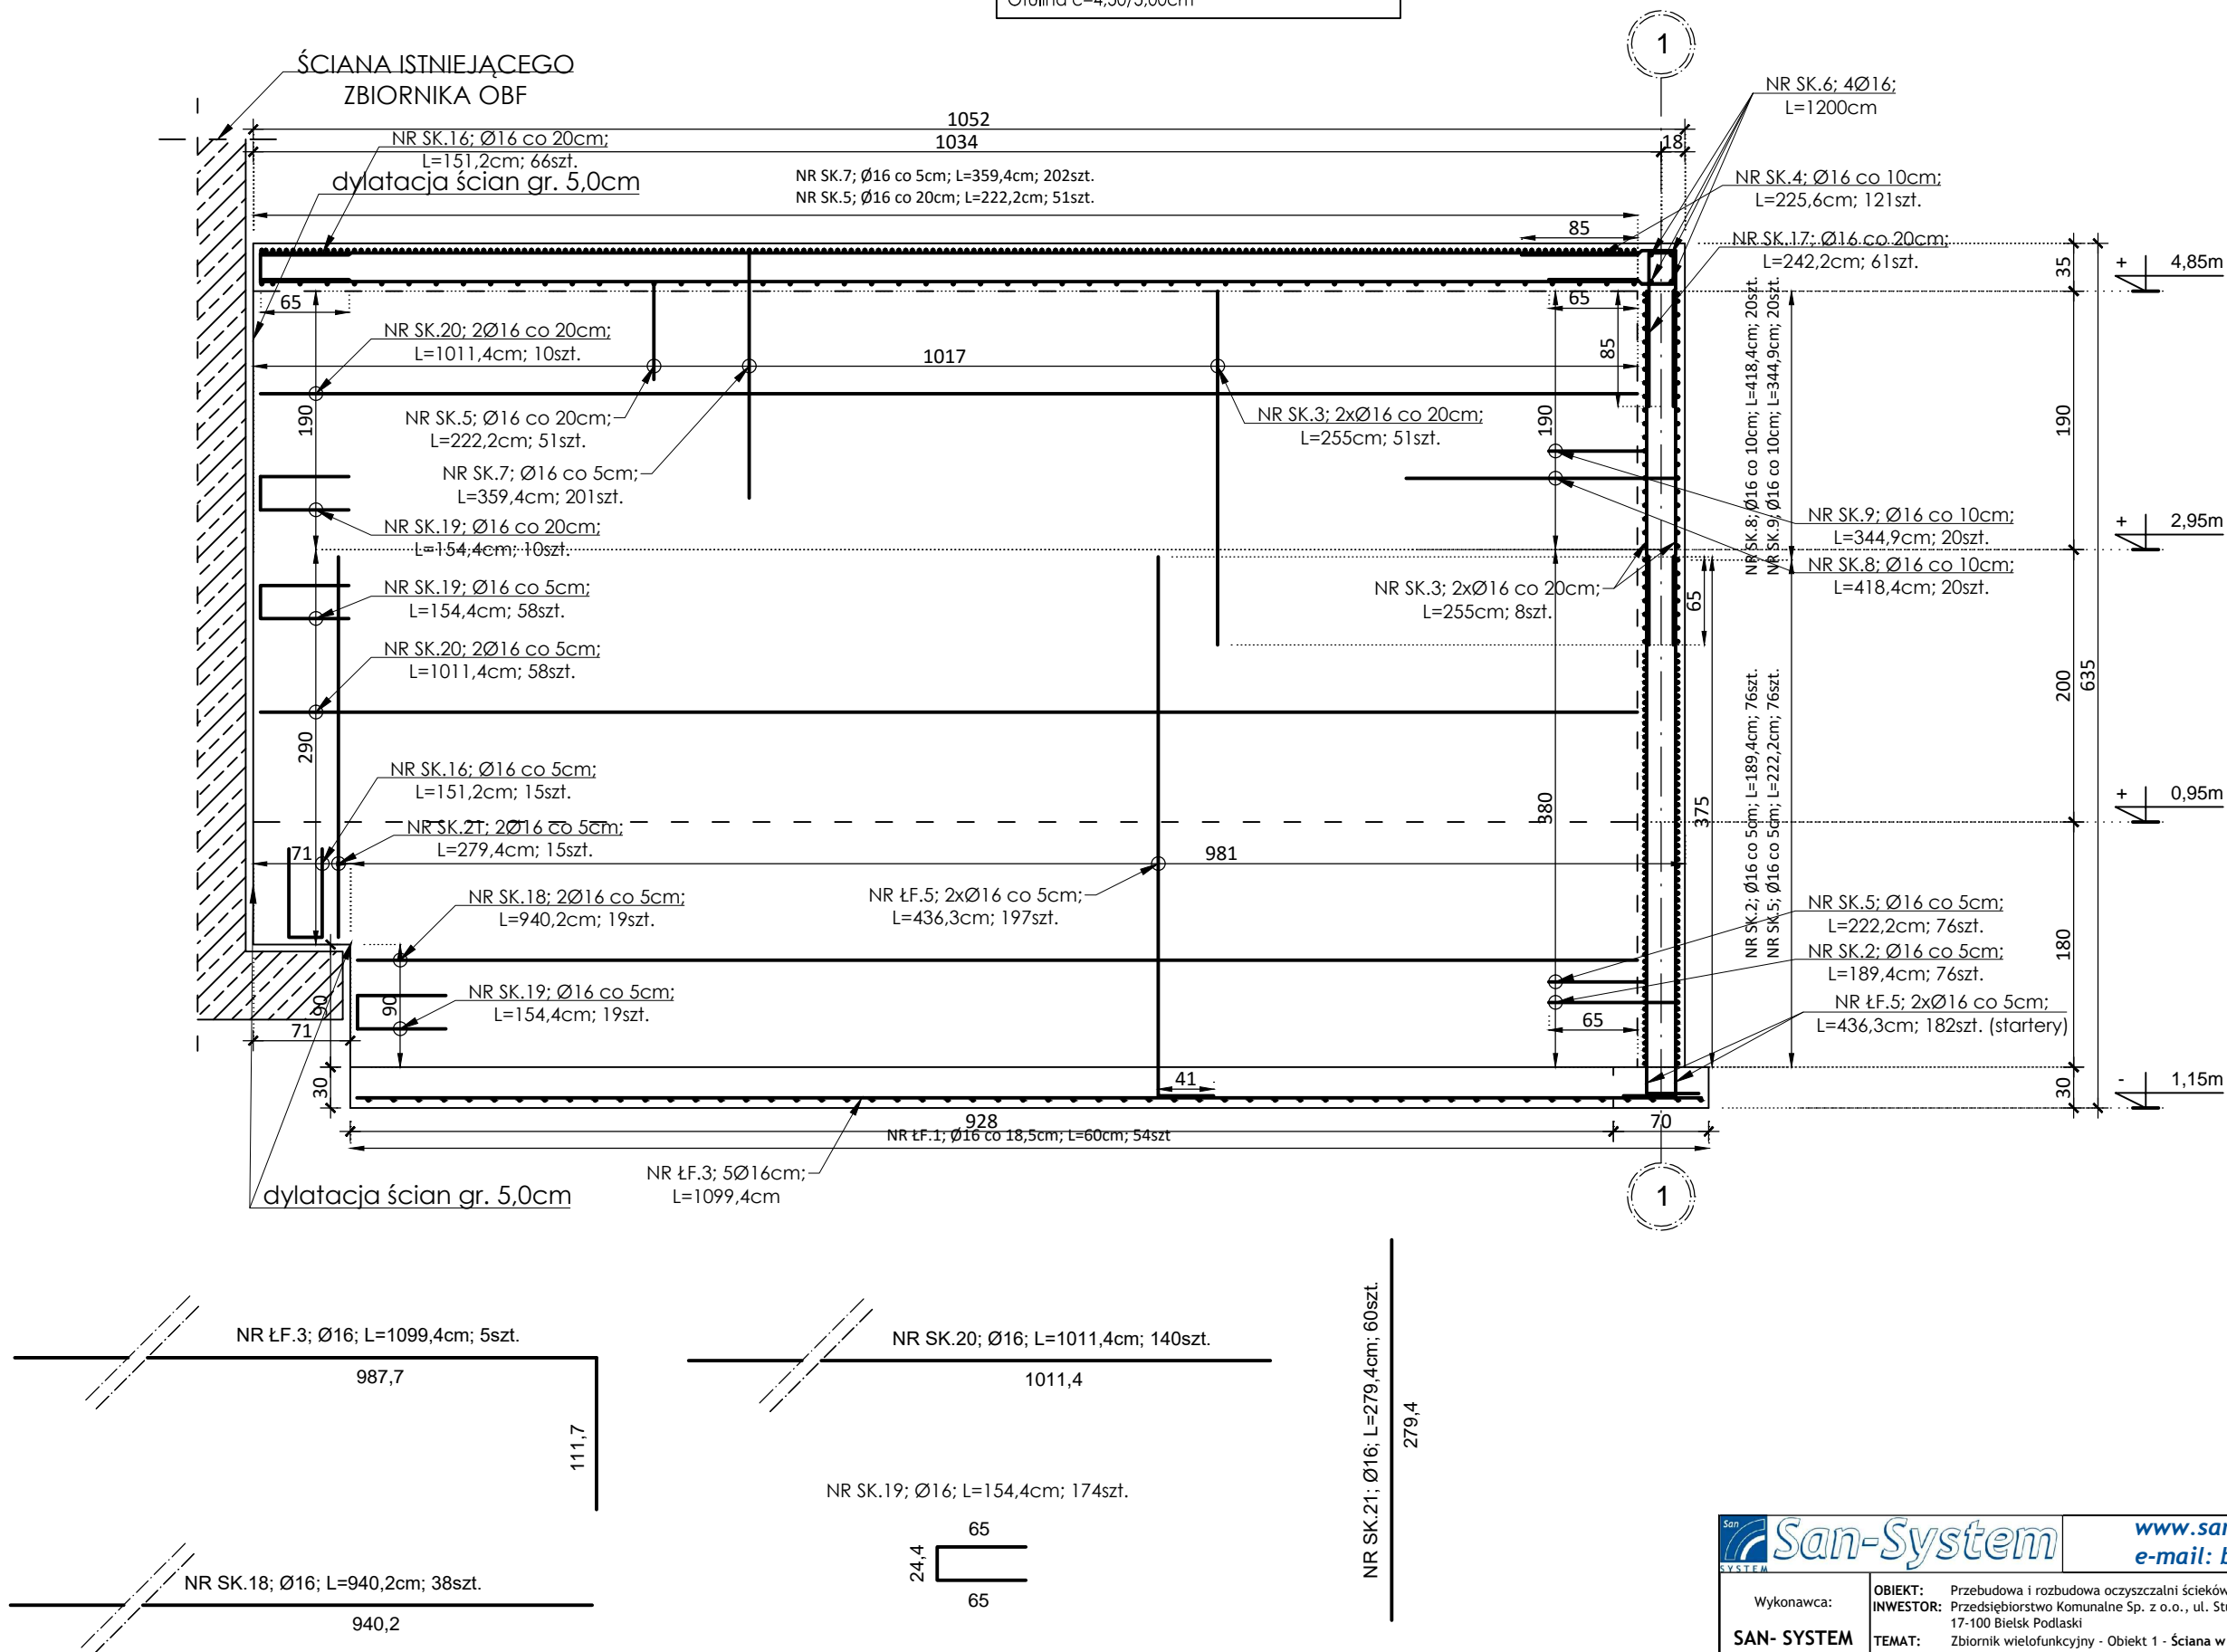 Otulina c=4,50/5,00cm
1
ŚCIANA ISTNIEJĄCEGO
ZBIORNIKA OBF
NR SK.6; 4Ø16;
L=1200cm
1052
1034
18
NR SK.16; Ø16 co 20cm;
L=151,2cm; 66szt.
dylatacja ścian gr. 5,0cm
NR SK.7; Ø16 co 5cm; L=359,4cm; 202szt.
NR SK.5; Ø16 co 20cm; L=222,2cm; 51szt.
NR SK.4; Ø16 co 10cm;
L=225,6cm; 121szt.
85
NR SK.17; Ø16 co 20cm;
L=242,2cm; 61szt.
35
+ 4,85m
65
65
NR SK.20; 2Ø16 co 20cm;
L=1011,4cm; 10szt.
1017
85
190
NR SK.5; Ø16 co 20cm;
L=222,2cm; 51szt.
NR SK.3; 2xØ16 co 20cm;
L=255cm; 51szt.
190
190
NR SK.8; Ø16 co 10cm; L=418,4cm; 20szt.
NR SK.9; Ø16 co 10cm; L=344,9cm; 20szt.
NR SK.7; Ø16 co 5cm;
L=359,4cm; 201szt.
NR SK.19; Ø16 co 20cm;
L=154,4cm; 10szt.
NR SK.9; Ø16 co 10cm;
L=344,9cm; 20szt.
+ 2,95m
NR SK.8; Ø16 co 10cm;
L=418,4cm; 20szt.
NR SK.19; Ø16 co 5cm;
L=154,4cm; 58szt.
NR SK.3; 2xØ16 co 20cm;
L=255cm; 8szt.
65
NR SK.20; 2Ø16 co 5cm;
L=1011,4cm; 58szt.
200
635
290
NR SK.16; Ø16 co 5cm;
L=151,2cm; 15szt.
380
375
NR SK.2; Ø16 co 5cm; L=189,4cm; 76szt.
NR SK.5; Ø16 co 5cm; L=222,2cm; 76szt.
+ 0,95m
NR SK.21; 2Ø16 co 5cm;
L=279,4cm; 15szt.
71
981
NR SK.18; 2Ø16 co 5cm;
L=940,2cm; 19szt.
NR ŁF.5; 2xØ16 co 5cm;
L=436,3cm; 197szt.
NR SK.5; Ø16 co 5cm;
L=222,2cm; 76szt.
180
NR SK.2; Ø16 co 5cm;
L=189,4cm; 76szt.
90
90
NR SK.19; Ø16 co 5cm;
L=154,4cm; 19szt.
65
NR ŁF.5; 2xØ16 co 5cm;
L=436,3cm; 182szt. (startery)
71
30
41
30
- 1,15m
928
70
NR ŁF.1; Ø16 co 18,5cm; L=60cm; 54szt
NR ŁF.3; 5Ø16cm;
L=1099,4cm
dylatacja ścian gr. 5,0cm
1
NR ŁF.3; Ø16; L=1099,4cm; 5szt.
987,7
111,7
NR SK.20; Ø16; L=1011,4cm; 140szt.
1011,4
NR SK.21; Ø16; L=279,4cm; 60szt.
279,4
NR SK.19; Ø16; L=154,4cm; 174szt.
65
24,4
65
NR SK.18; Ø16; L=940,2cm; 38szt.
940,2
San
SYSTEM
San-System
www.sa
e-mail:
Wykonawca:
SAN- SYSTEM
OBIEKT: Przebudowa i rozbudowa oczyszczalni ścieków
INWESTOR: Przedsiębiorstwo Komunalne Sp. z o.o., ul.
17-100 Bielsk Podlaski
TEMAT: Zbiornik wielofunkcyjny - Obiekt 1 - Ściana w